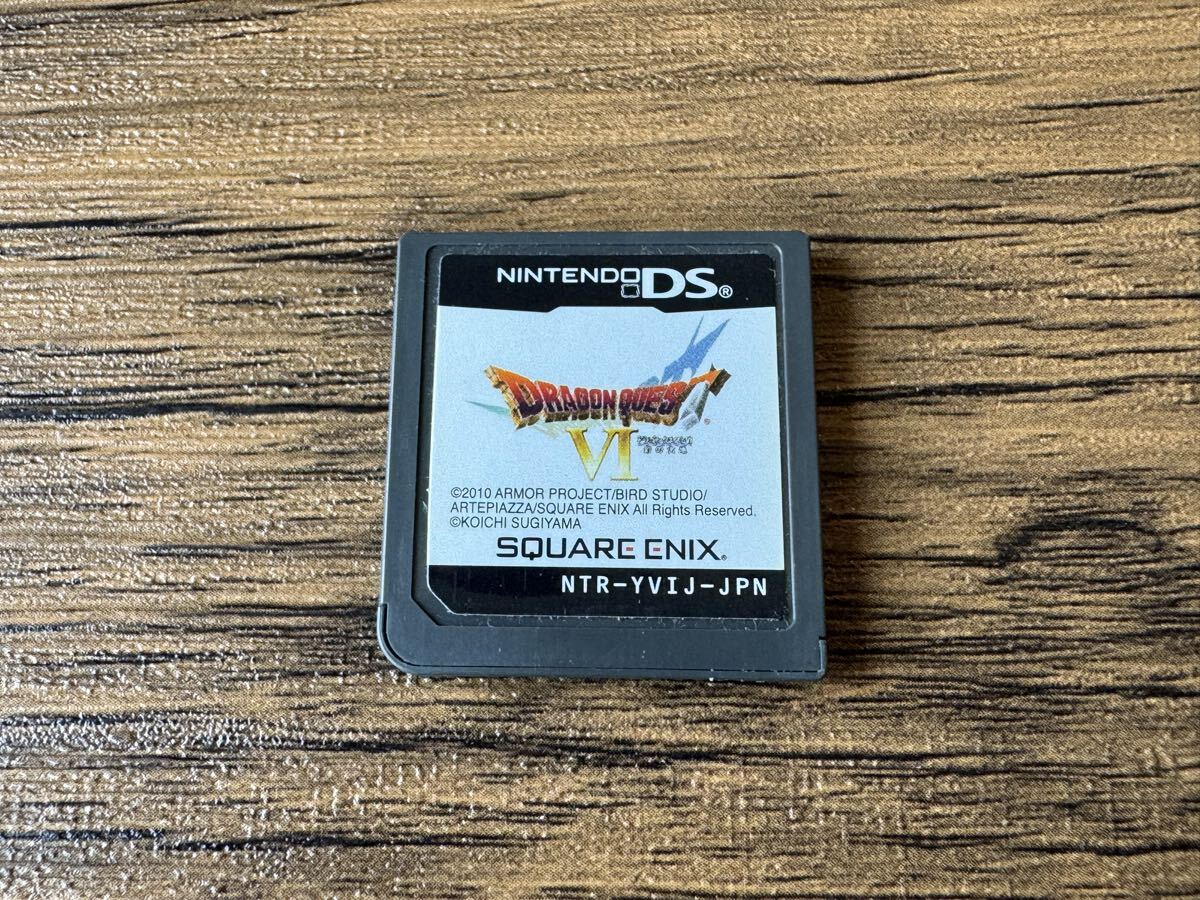 NINTENDO DS®
DRAGON QUEST®
VI
©2010 ARMOR PROJECT/BIRD STUDIO/
ARTEPIAZZA/SQUARE ENIX All Rights Reserved.
©KOICHI SUGIYAMA
SQUARE ENIX®
NTR-YVIJ-JPN